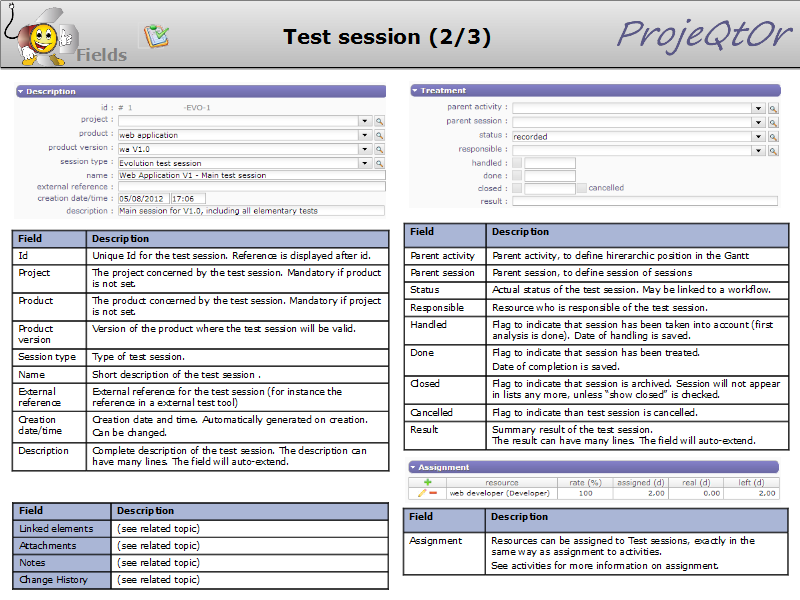 Fields
Test session (2/3)
ProjeQtOr
Description
id : # 1 -EVO-1
project :
product : web application
product version : wa V1.0
session type : Evolution test session
name : Web Application V1 - Main test session
external reference :
creation date/time : 05/08/2012 17:06
description : Main session for V1.0, including all elementary tests
Field Description
Id Unique Id for the test session. Reference is displayed after id.
Project The project concerned by the test session. Mandatory if product
is not set.
Product The product concerned by the test session. Mandatory if project
is not set.
Product
version
Version of the product where the test session will be valid.
Session type Type of test session.
Name Short description of the test session .
External
reference
External reference for the test session (for instance the
reference in a external test tool)
Creation
date/time
Creation date and time. Automatically generated on creation.
Can be changed.
Description Complete description of the test session. The description can
have many lines. The field will auto-extend.
Field Description
Linked elements (see related topic)
Attachments (see related topic)
Notes (see related topic)
Change History (see related topic)
Treatment
parent activity :
parent session :
status : recorded
responsible :
handled :
done :
closed : cancelled
result :
Field Description
Parent activity Parent activity, to define hirerarchic position in the Gantt
Parent session Parent session, to define session of sessions
Status Actual status of the test session. May be linked to a workflow.
Responsible Resource who is responsible of the test session.
Handled Flag to indicate that session has been taken into account (first
analysis is done). Date of handling is saved.
Done Flag to indicate that session has been treated.
Date of completion is saved.
Closed Flag to indicate that session is archived. Session will not appear
in lists any more, unless “show closed” is checked.
Cancelled Flag to indicate than test session is cancelled.
Result Summary result of the test session.
The result can have many lines. The field will auto-extend.
Assignment
resource rate (%) assigned (d) real (d) left (d)
web developer (Developer) 100 2,00 0.00 2,00
Field Description
Assignment Resources can be assigned to Test sessions, exactly in the
same way as assignment to activities.
See activities for more information on assignment.